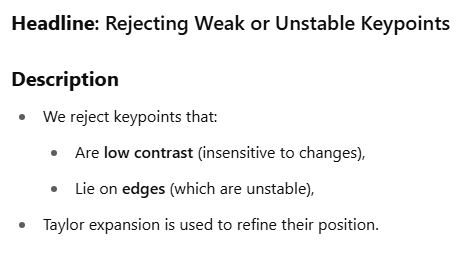 Headline: Rejecting Weak or Unstable Keypoints
Description
We reject keypoints that:
Are low contrast (insensitive to changes),
Lie on edges (which are unstable),
Taylor expansion is used to refine their position.